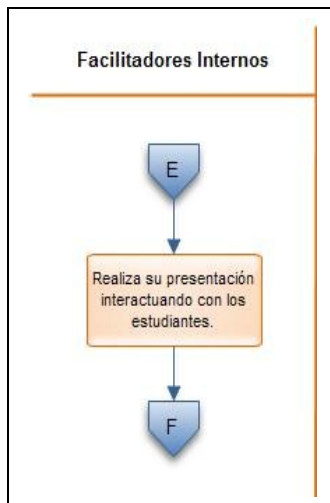 Facilitadores Internos
E
Realiza su presentación
interactuando con los
estudiantes.
F